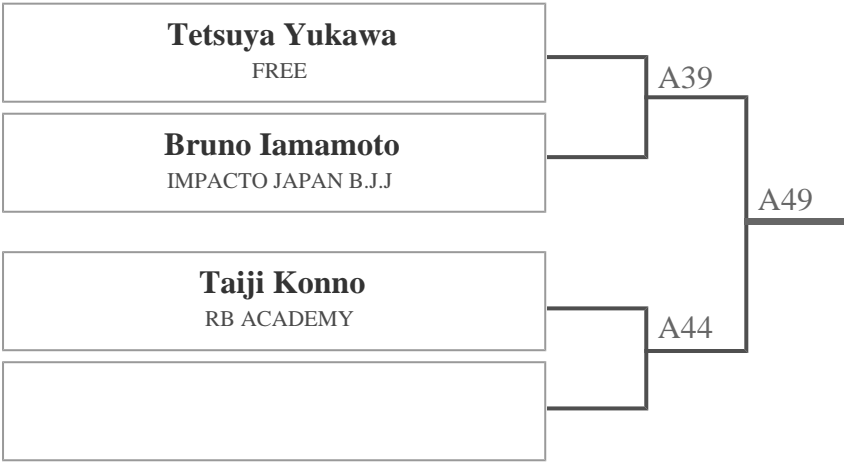 Tetsuya Yukawa
FREE
A39
Bruno Iamamoto
IMPACTO JAPAN B.J.J
A49
Taiji Konno
RB ACADEMY
A44